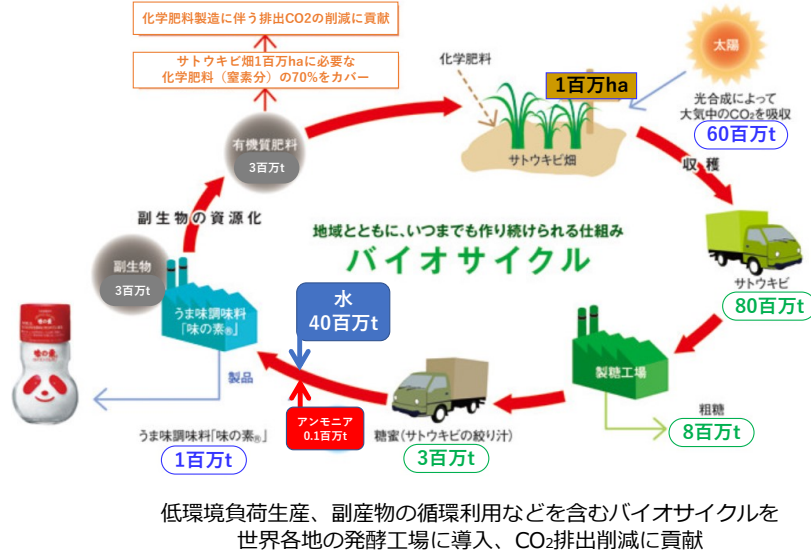 化学肥料製造に伴う排出CO2の削減に貢献
サトウキビ畑1百万haに必要な
化学肥料（窒素分）の70%をカバー
化学肥料
1百万ha
太陽
光合成によって
大気中のCO₂を吸収
60百万t
有機質肥料
3百万t
サトウキビ畑
収穫
副生物の資源化
地域とともに、いつまでも作り続けられる仕組み
バイオサイクル
副生物
3百万t
サトウキビ
80百万t
うま味調味料
「味の素®」
水
40百万t
製糖工場
味の素
製品
アンモニア
0.1百万t
粗糖
8百万t
うま味調味料「味の素®」
1百万t
糖蜜（サトウキビの絞り汁）
3百万t
低環境負荷生産、副産物の循環利用などを含むバイオサイクルを
世界各地の発酵工場に導入、CO₂排出削減に貢献